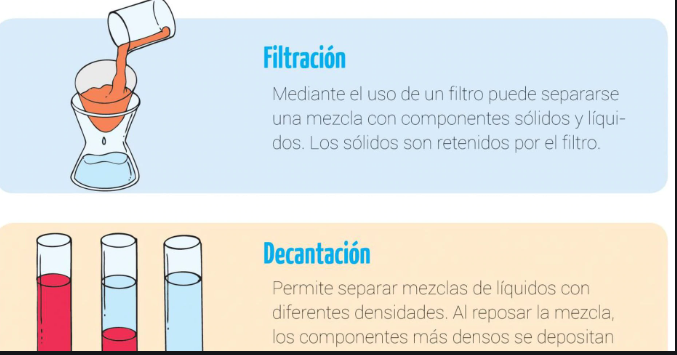 Filtración
Mediante el uso de un filtro puede separarse
una mezcla con componentes sólidos y líqui-
dos. Los sólidos son retenidos por el filtro.
Decantación
Permite separar mezclas de líquidos con
diferentes densidades. Al reposar la mezcla,
los componentes más densos se depositan